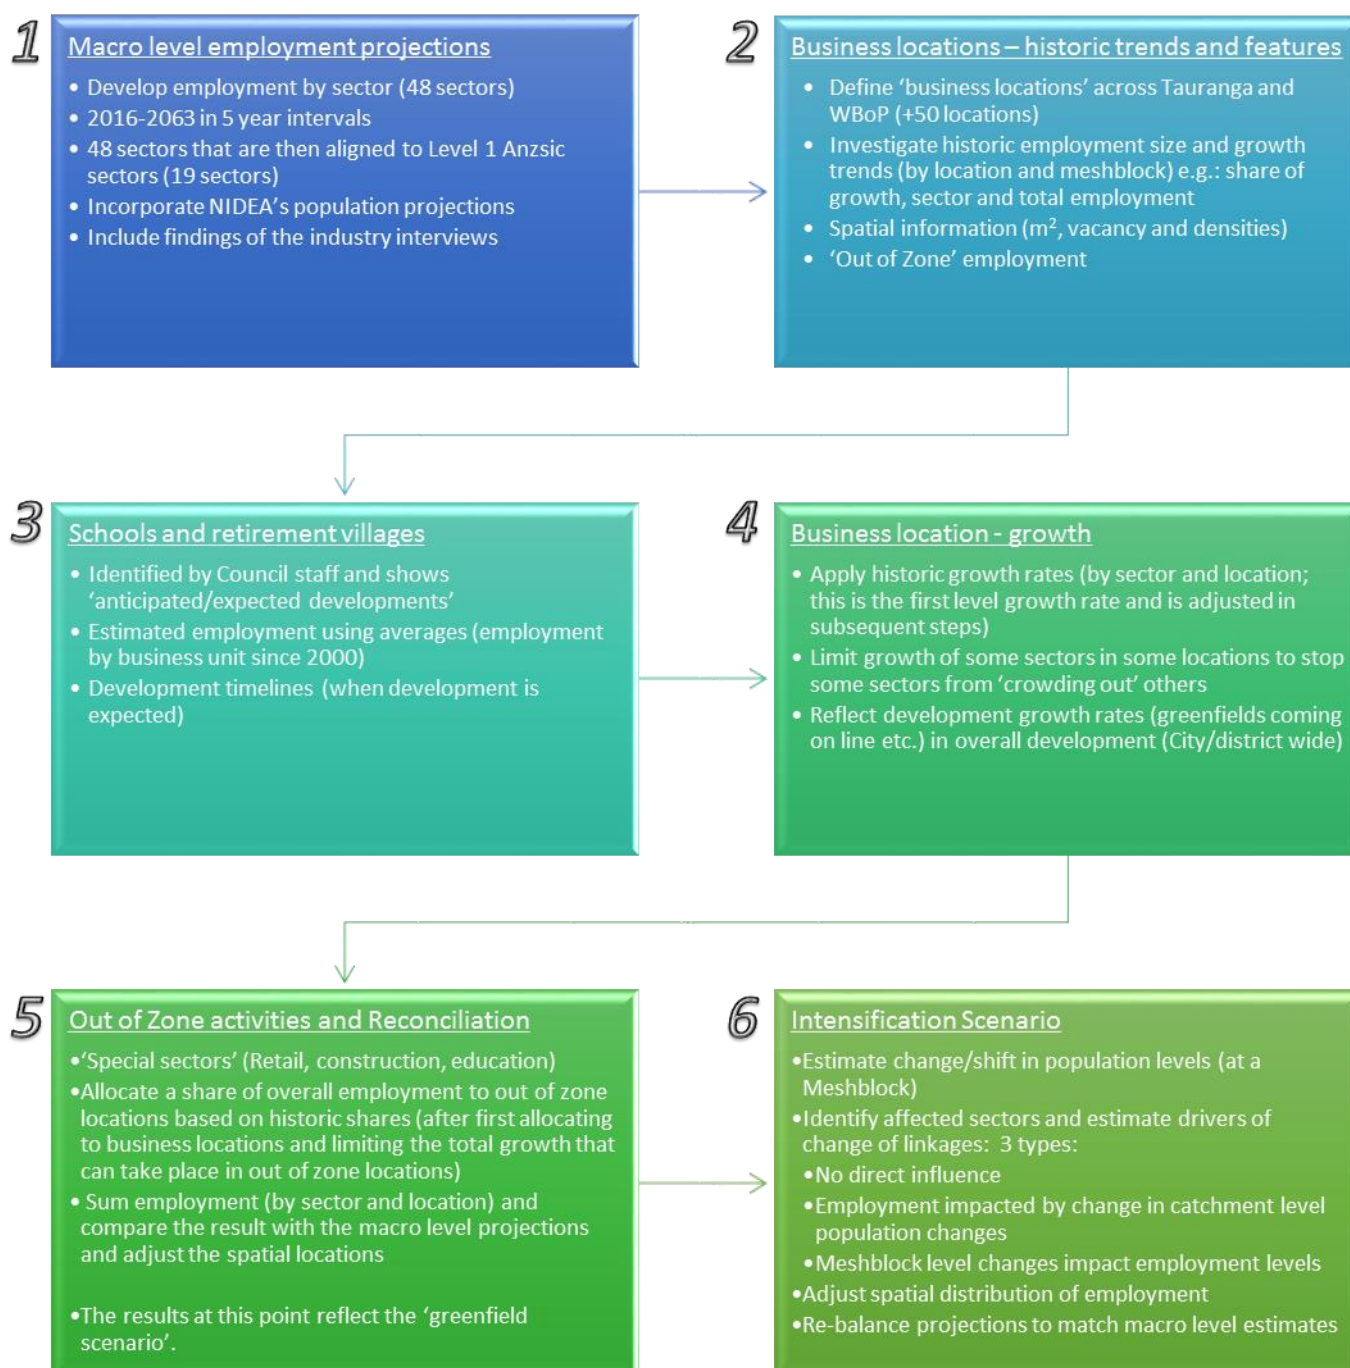 1
Macro level employment projections
• Develop employment by sector (48 sectors)
• 2016-2063 in 5 year intervals
• 48 sectors that are then aligned to Level 1 Anzsic
sectors (19 sectors)
• Incorporate NIDEA's population projections
• Include findings of the industry interviews
2
Business locations – historic trends and features
• Define ‘business locations’ across Tauranga and
WBoP (+50 locations)
• Investigate historic employment size and growth
trends (by location and meshblock) e.g.: share of
growth, sector and total employment
• Spatial information (m², vacancy and densities)
• ‘Out of Zone’ employment
3
Schools and retirement villages
• Identified by Council staff and shows
‘anticipated/expected developments’
• Estimated employment using averages (employment
by business unit since 2000)
• Development timelines (when development is
expected)
4
Business location - growth
• Apply historic growth rates (by sector and location;
this is the first level growth rate and is adjusted in
subsequent steps)
• Limit growth of some sectors in some locations to stop
some sectors from ‘crowding out’ others
• Reflect development growth rates (greenfields coming
on line etc.) in overall development (City/district wide)
5
Out of Zone activities and Reconciliation
•‘Special sectors’ (Retail, construction, education)
•Allocate a share of overall employment to out of zone
locations based on historic shares (after first allocating
to business locations and limiting the total growth that
can take place in out of zone locations)
• Sum employment (by sector and location) and
compare the result with the macro level projections
and adjust the spatial locations
•The results at this point reflect the ‘greenfield
scenario’.
6
Intensification Scenario
•Estimate change/shift in population levels (at a
Meshblock)
•Identify affected sectors and estimate drivers of
change of linkages: 3 types:
•No direct influence
•Employment impacted by change in catchment level
population changes
•Meshblock level changes impact employment levels
•Adjust spatial distribution of employment
•Re-balance projections to match macro level estimates